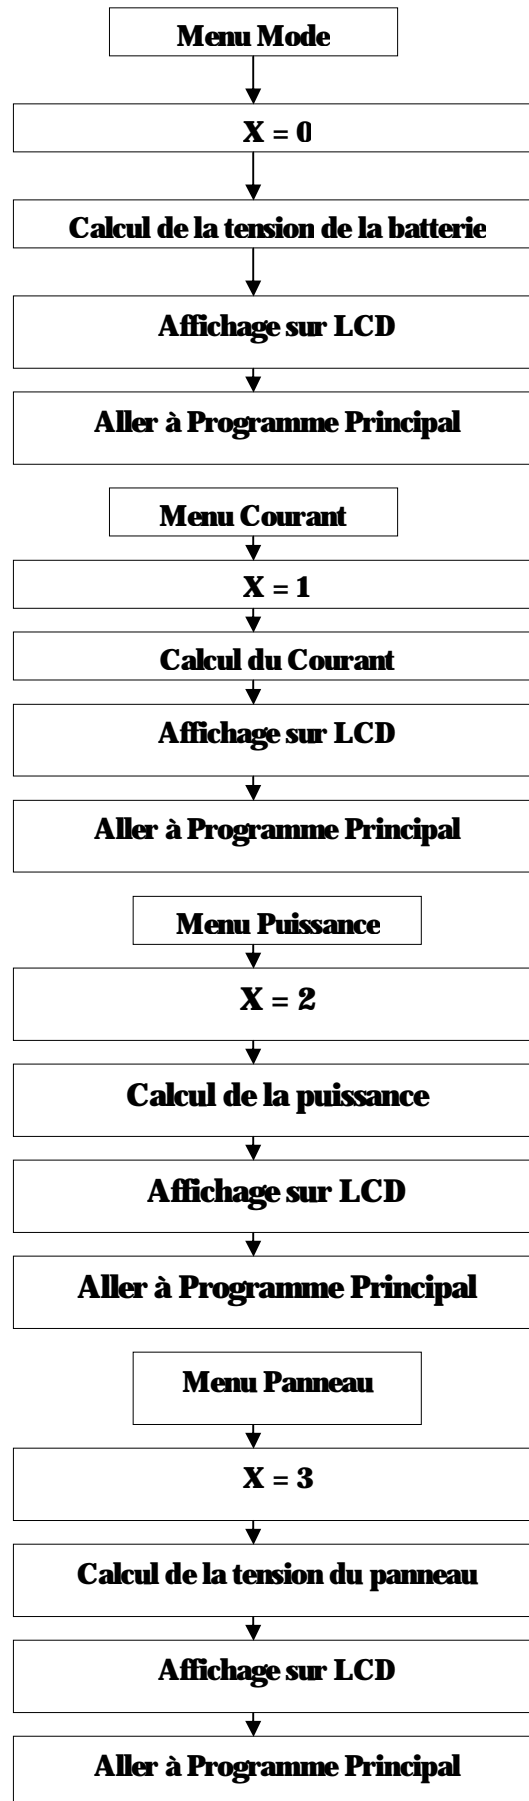 Menu Mode
X = 0
Calcul de la tension de la batterie
Affichage sur LCD
Aller à Programme Principal
Menu Courant
X = 1
Calcul du Courant
Affichage sur LCD
Aller à Programme Principal
Menu Puissance
X = 2
Calcul de la puissance
Affichage sur LCD
Aller à Programme Principal
Menu Panneau
X = 3
Calcul de la tension du panneau
Affichage sur LCD
Aller à Programme Principal